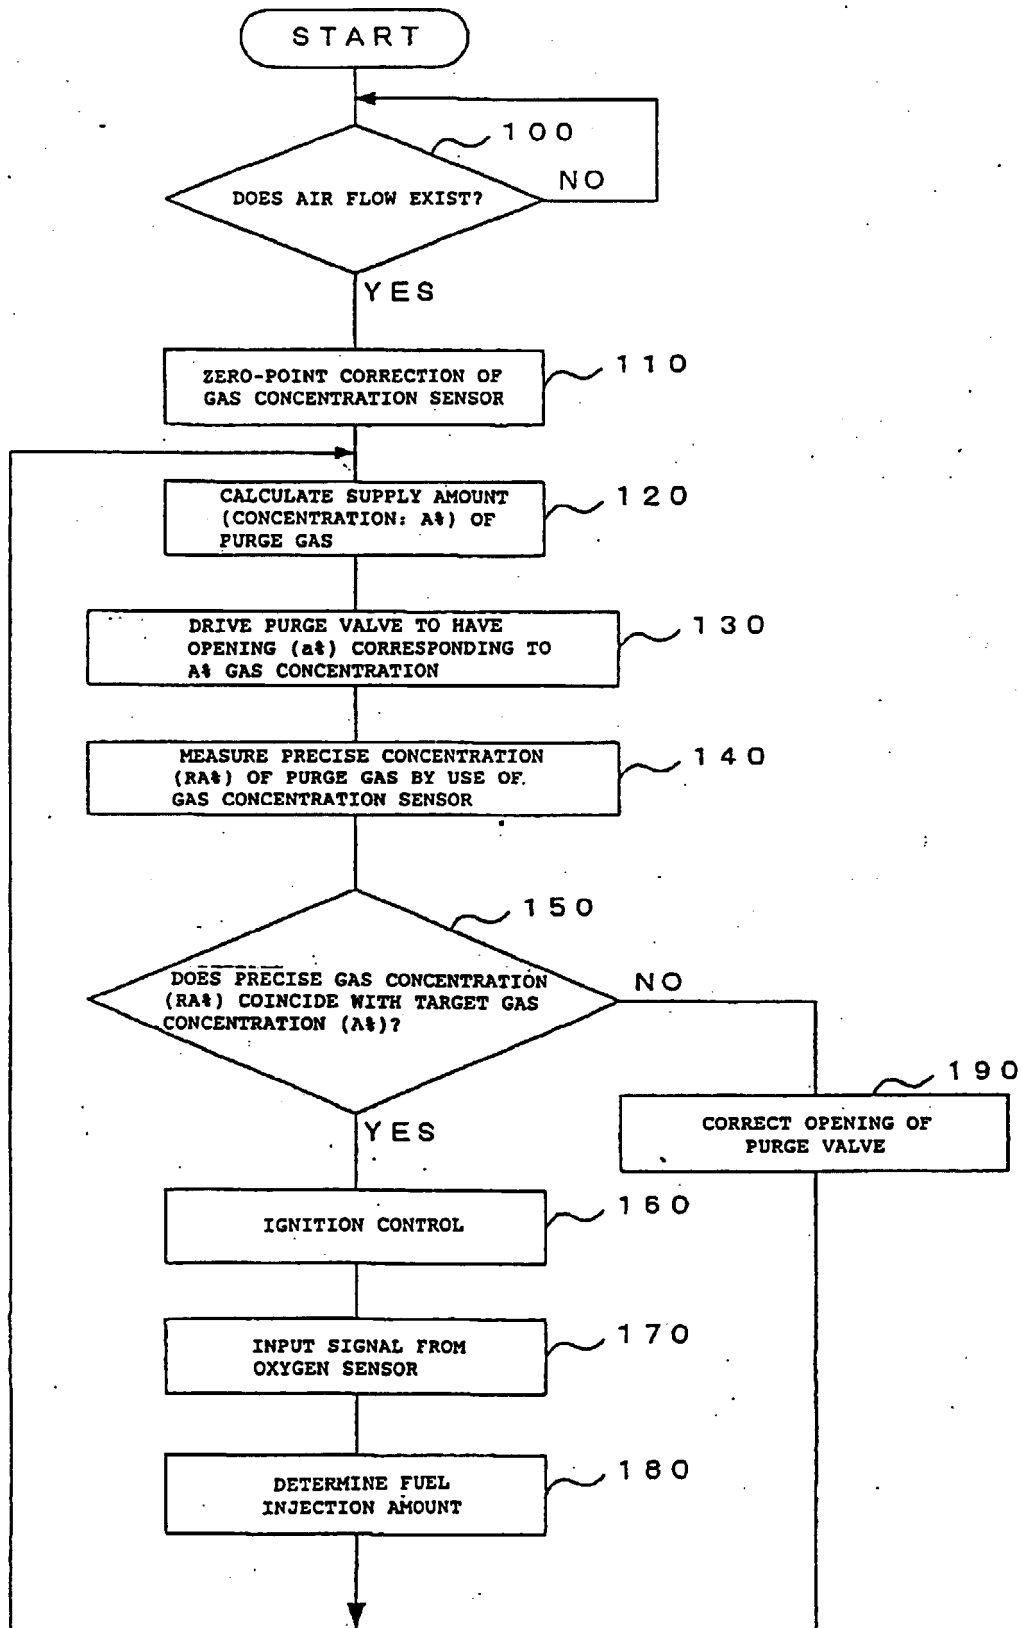 START
100
DOES AIR FLOW EXIST?
NO
YES
110
ZERO-POINT CORRECTION OF
GAS CONCENTRATION SENSOR
120
CALCULATE SUPPLY AMOUNT
(CONCENTRATION: A%) OF
PURGE GAS
130
DRIVE PURGE VALVE TO HAVE
OPENING (a%) CORRESPONDING TO
A% GAS CONCENTRATION
140
MEASURE PRECISE CONCENTRATION
(RA%) OF PURGE GAS BY USE OF
GAS CONCENTRATION SENSOR
150
DOES PRECISE GAS CONCENTRATION
(RA%) COINCIDE WITH TARGET GAS
CONCENTRATION (A%)?
NO
YES
190
CORRECT OPENING OF
PURGE VALVE
160
IGNITION CONTROL
170
INPUT SIGNAL FROM
OXYGEN SENSOR
180
DETERMINE FUEL
INJECTION AMOUNT